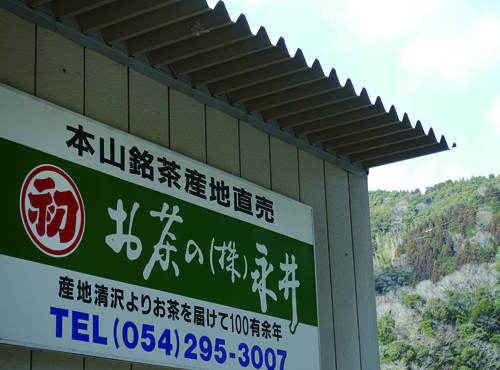 本山銘茶産地直売
初
お茶の(株)永井
産地清沢よりお茶を届けて100有余年
TEL(054)295-3007